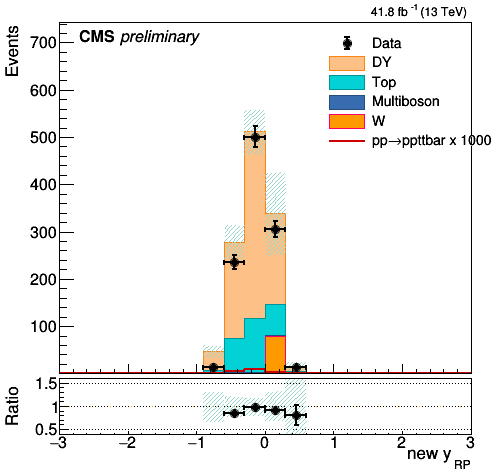 41.8 fb⁻¹ (13 TeV)
CMS preliminary
Events
700
600
500
400
300
200
100
Data
DY
Top
Multiboson
W
pp→ppttbar x 1000
Ratio
1.5
1
0.5
−3 −2 −1 0 1 2 3
new y_RP